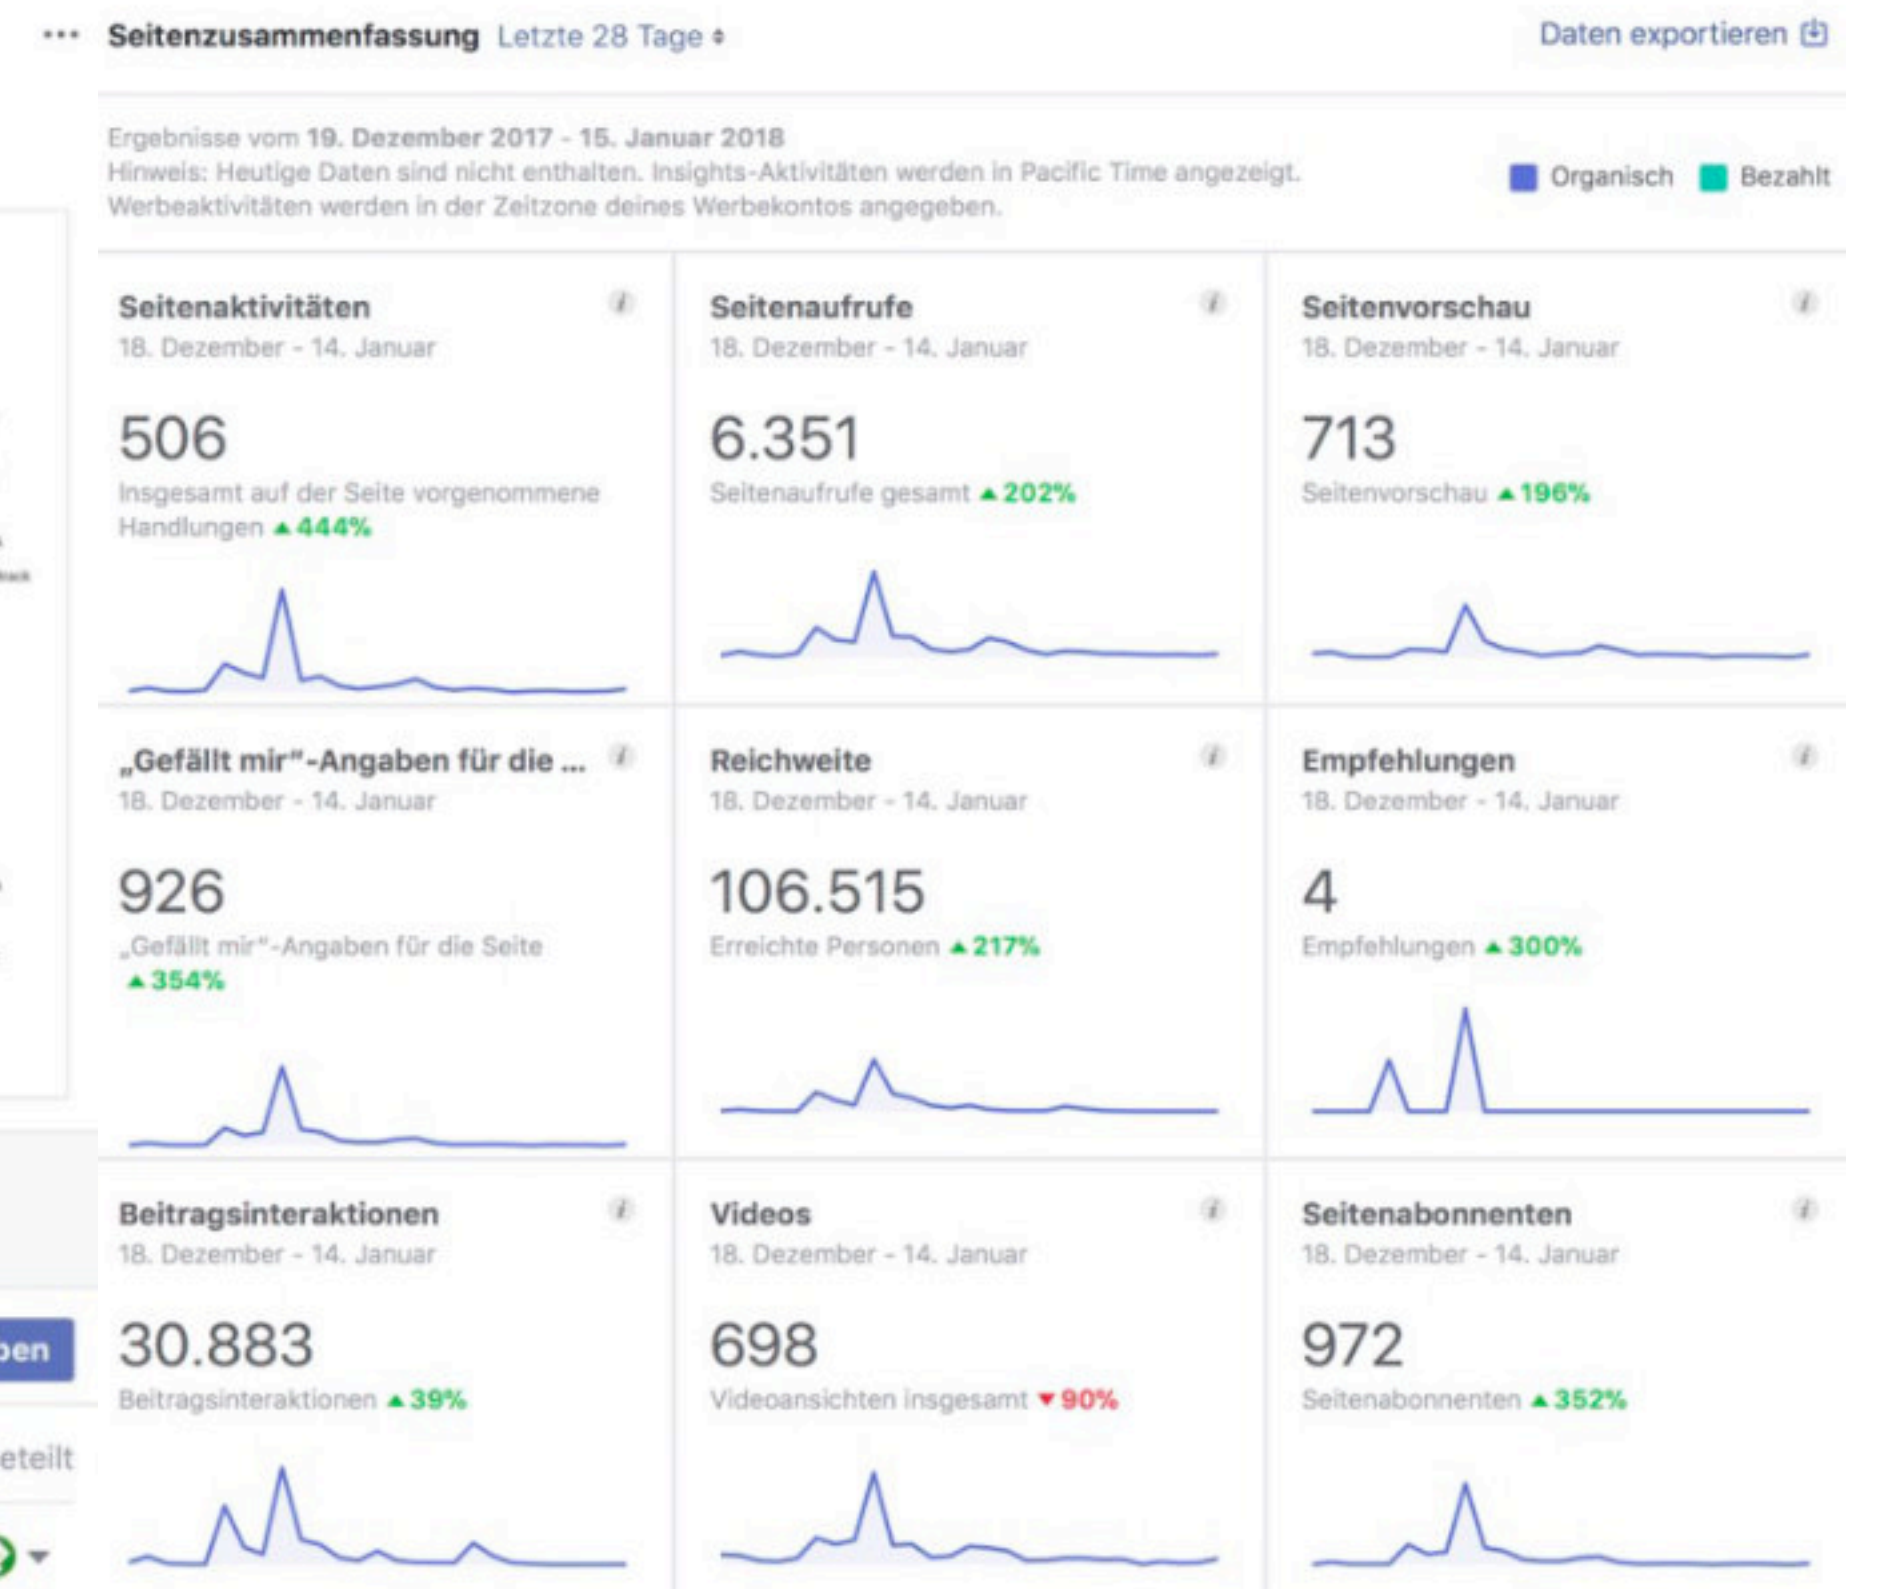 Seitenzusammenfassung Letzte 28 Tage
Daten exportieren
Ergebnisse vom 19. Dezember 2017 - 15. Januar 2018
Hinweis: Heutige Daten sind nicht enthalten. Insights-Aktivitäten werden in Pacific Time angezeigt.
Werbeaktivitäten werden in der Zeitzone deines Werbekontos angegeben.
Organisch Bezahlt
Seitenaktivitäten
18. Dezember - 14. Januar
506
Insgesamt auf der Seite vorgenommene
Handlungen ▲ 444%
Seitenaufrufe
18. Dezember - 14. Januar
6.351
Seitenaufrufe gesamt ▲ 202%
Seitenvorschau
18. Dezember - 14. Januar
713
Seitenvorschau ▲ 196%
„Gefällt mir“-Angaben für die ...
18. Dezember - 14. Januar
926
„Gefällt mir“-Angaben für die Seite
▲ 354%
Reichweite
18. Dezember - 14. Januar
106.515
Erreichte Personen ▲ 217%
Empfehlungen
18. Dezember - 14. Januar
4
Empfehlungen ▲ 300%
Beitragsinteraktionen
18. Dezember - 14. Januar
30.883
Beitragsinteraktionen ▲ 39%
Videos
18. Dezember - 14. Januar
698
Videoansichten insgesamt ▼ 90%
Seitenabonnenten
18. Dezember - 14. Januar
972
Seitenabonnenten ▲ 352%
eteilt